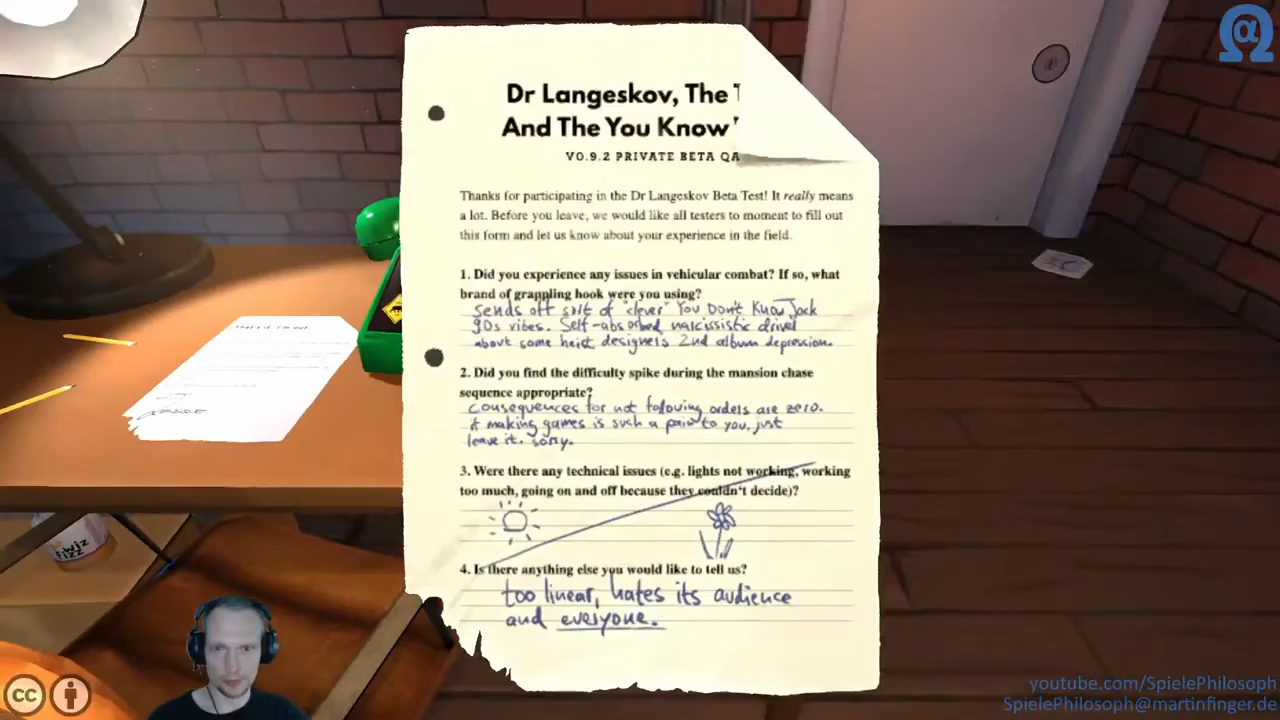 Dr Langeskov, The
And The You Know
V0.9.2 PRIVATE BETA QA
Thanks for participating in the Dr Langeskov Beta Test! It really means
a lot. Before you leave, we would like all testers to moment to fill out
this form and let us know about your experience in the field.
1. Did you experience any issues in vehicular combat? If so, what
brand of grappling hook were you using?
Sends off sort of "clever" You Don't Know Jack
90s vibes. Self-absorbed narcissistic drivel
about some heist designers 2nd album depression.
2. Did you find the difficulty spike during the mansion chase
sequence appropriate?
consequences for not following orders are zero.
if making games is such a pain to you, just
leave it. sorry.
3. Were there any technical issues (e.g. lights not working, working
too much, going on and off because they couldn't decide)?
4. Is there anything else you would like to tell us?
too linear, hates its audience
and everyone.
That's it. I'm out.
wiz
fizz
cc
youtube.com/SpielePhilosoph
SpielePhilosoph@martinfinger.de